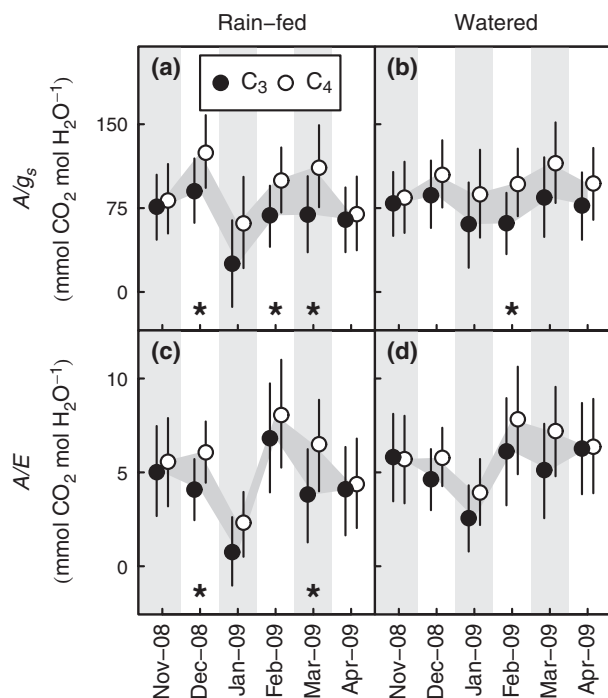 Rain–fed
Watered
(a)
C₃
C₄
(b)
150
75
0
A/gₛ
(mmol CO₂ mol H₂O⁻¹)
*
*
*
*
(c)
(d)
10
5
0
A/E
(mmol CO₂ mol H₂O⁻¹)
*
*
Nov–08
Dec–08
Jan–09
Feb–09
Mar–09
Apr–09
Nov–08
Dec–08
Jan–09
Feb–09
Mar–09
Apr–09